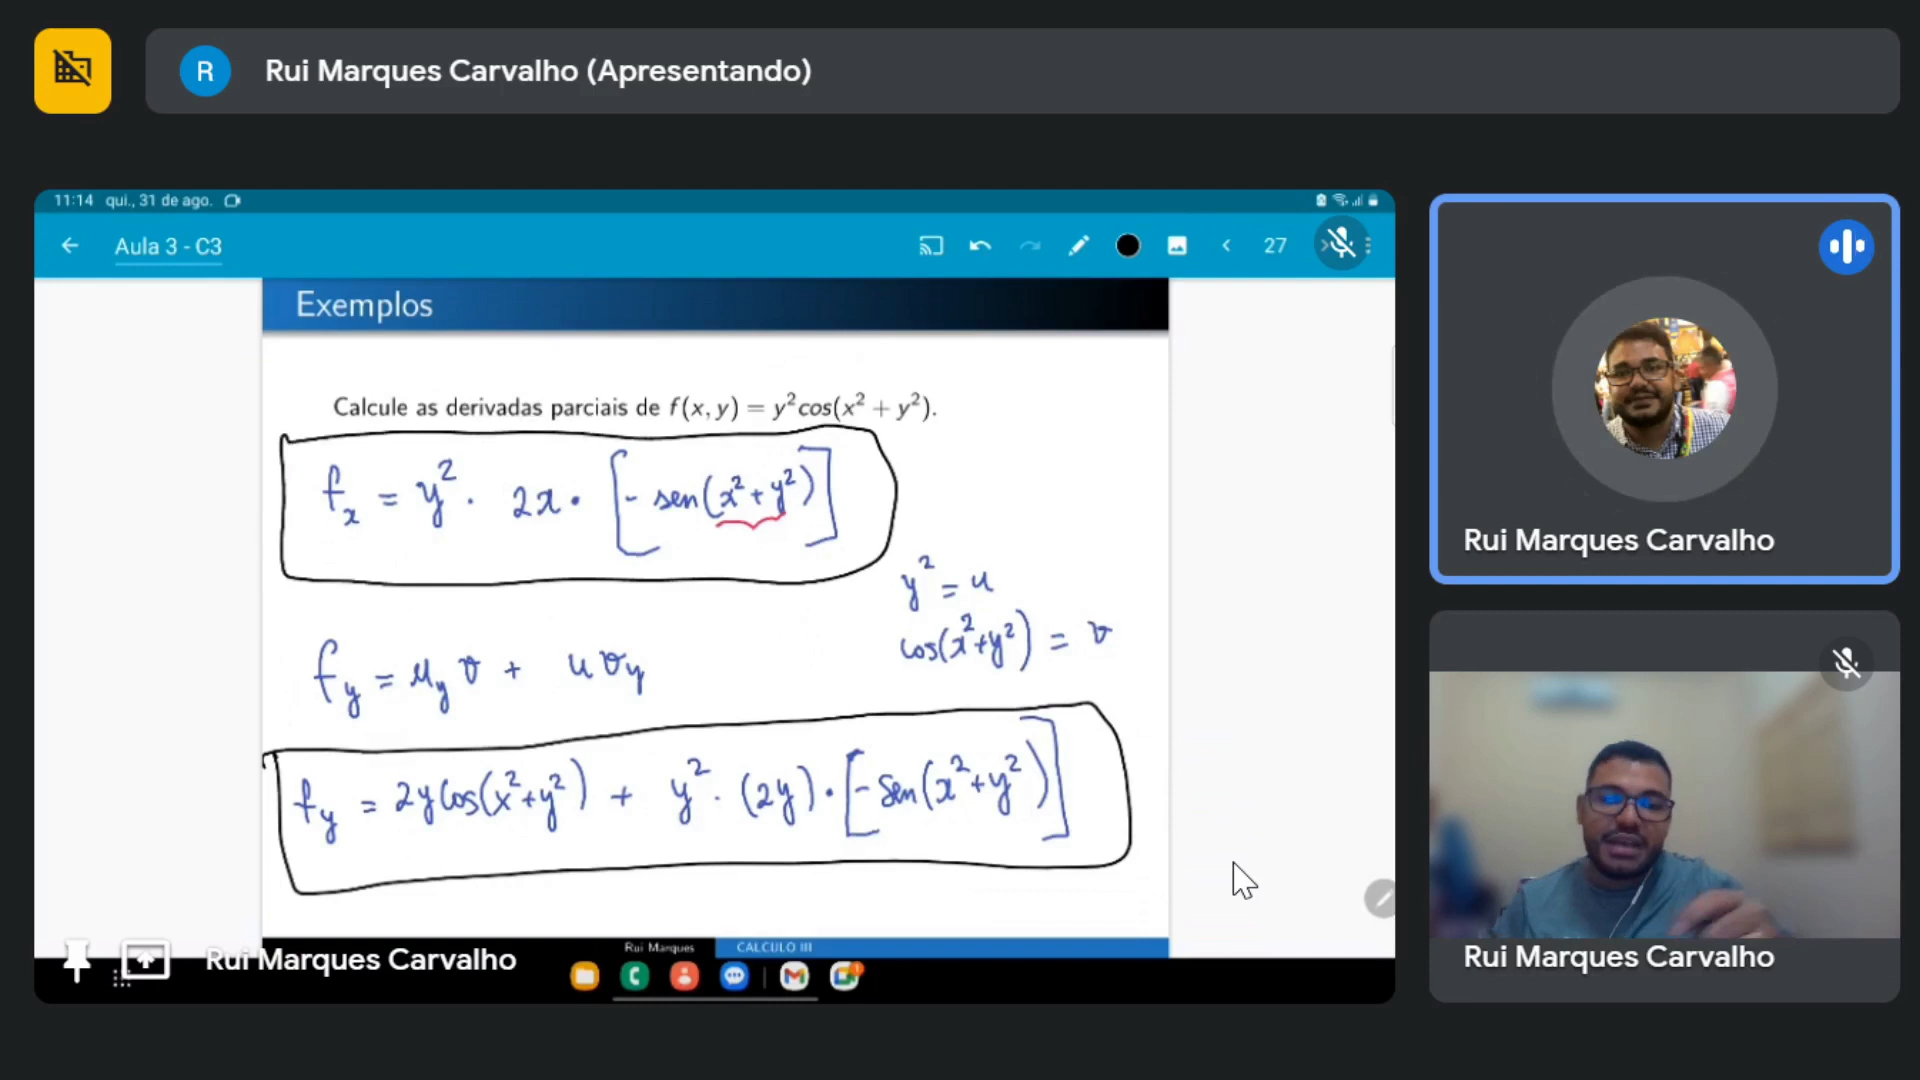 R Rui Marques Carvalho (Apresentando)
11:14 qui., 31 de ago.
Aula 3 - C3
27
Exemplos
Calcule as derivadas parciais de f(x, y) = y²cos(x² + y²).
fₓ = y² · 2x · [- sen(x² + y²)]
y² = u
cos(x²+y²) = v
f_y = u_y v + u v_y
f_y = 2y cos(x²+y²) + y² · (2y) · [- sen(x²+y²)]
Rui Marques CALCULO III
Rui Marques Carvalho
Rui Marques Carvalho
Rui Marques Carvalho